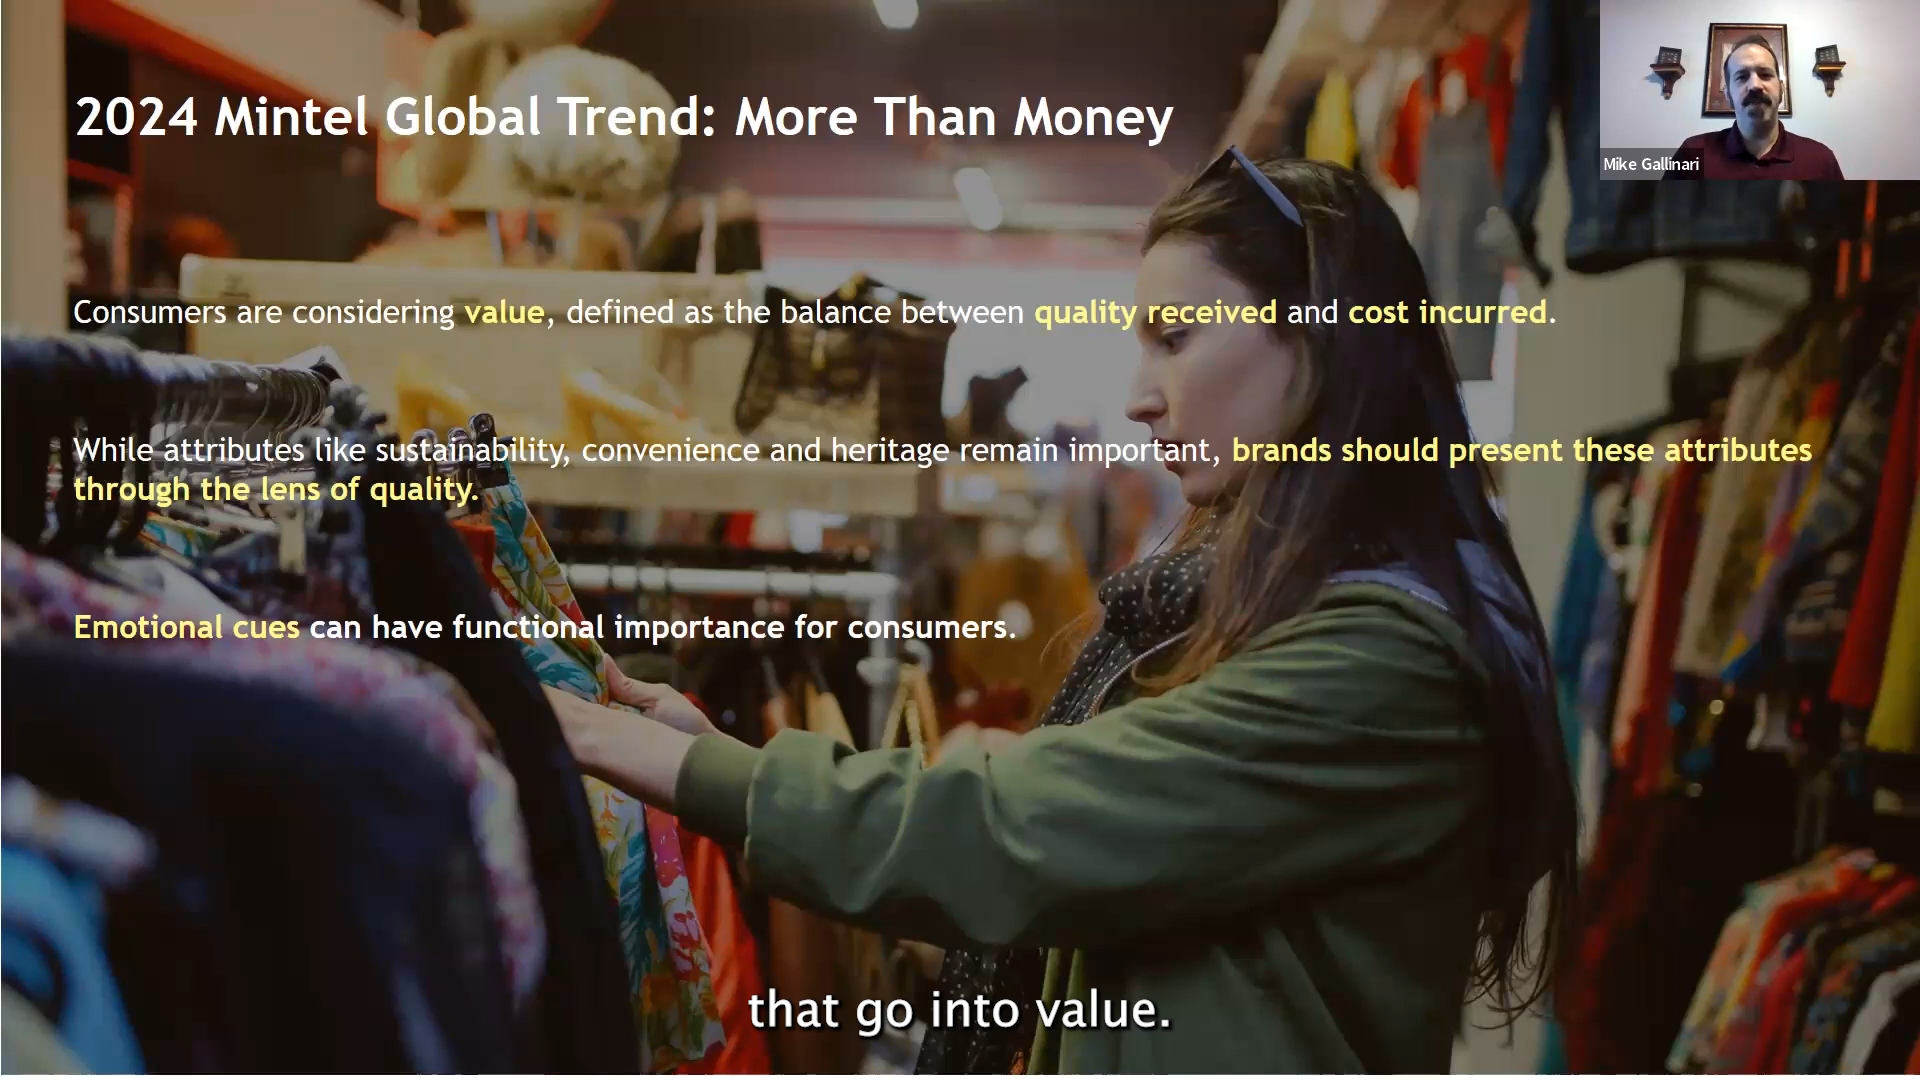 2024 Mintel Global Trend: More Than Money
Mike Gallinari
Consumers are considering value, defined as the balance between quality received and cost incurred.
While attributes like sustainability, convenience and heritage remain important, brands should present these attributes
through the lens of quality.
Emotional cues can have functional importance for consumers.
that go into value.